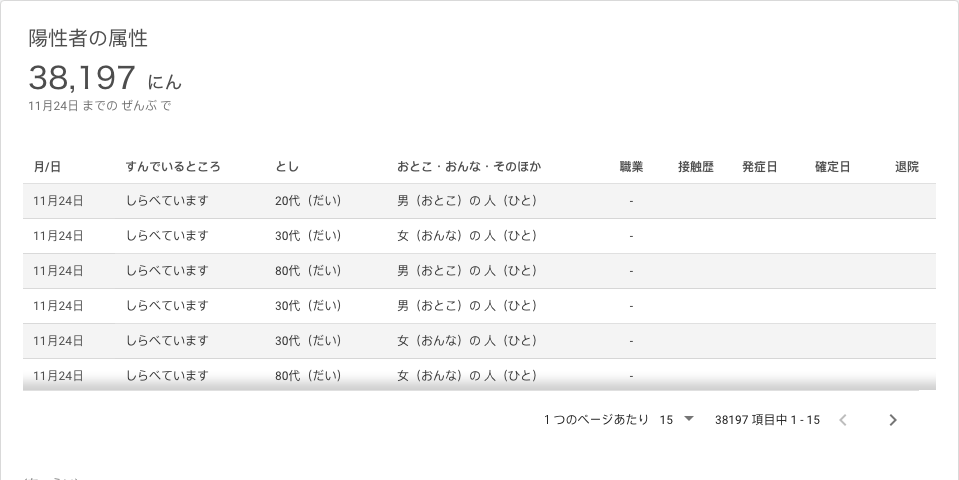 陽性者の属性
38,197 にん
11月24日 までの ぜんぶ で
月/日 すんでいるところ とし おとこ・おんな・そのほか 職業 接触歴 発症日 確定日 退院
11月24日 しらべています 20代（だい） 男（おとこ）の 人（ひと） -
11月24日 しらべています 30代（だい） 女（おんな）の 人（ひと） -
11月24日 しらべています 80代（だい） 男（おとこ）の 人（ひと） -
11月24日 しらべています 30代（だい） 男（おとこ）の 人（ひと） -
11月24日 しらべています 30代（だい） 女（おんな）の 人（ひと） -
11月24日 しらべています 80代（だい） 女（おんな）の 人（ひと） -
1 つのページあたり 15 38197 項目中 1 - 15